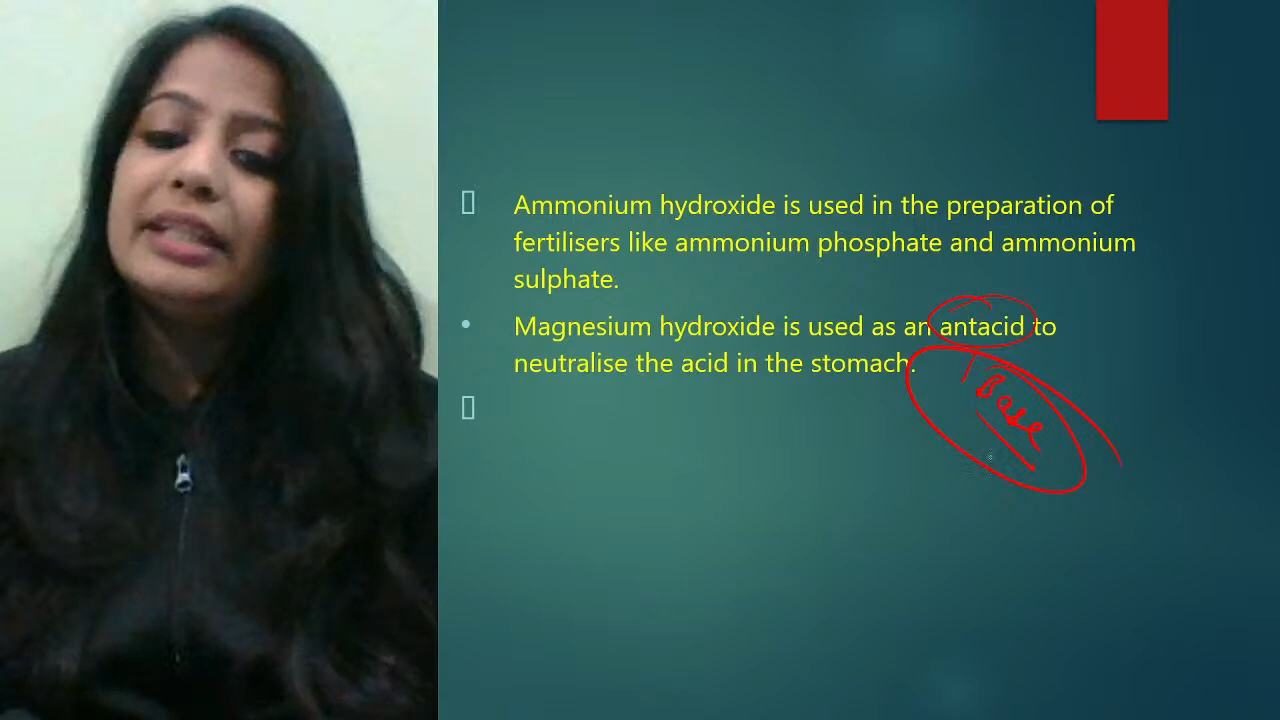 Ammonium hydroxide is used in the preparation of
fertilisers like ammonium phosphate and ammonium
sulphate.
• Magnesium hydroxide is used as an antacid to
neutralise the acid in the stomach.
Base